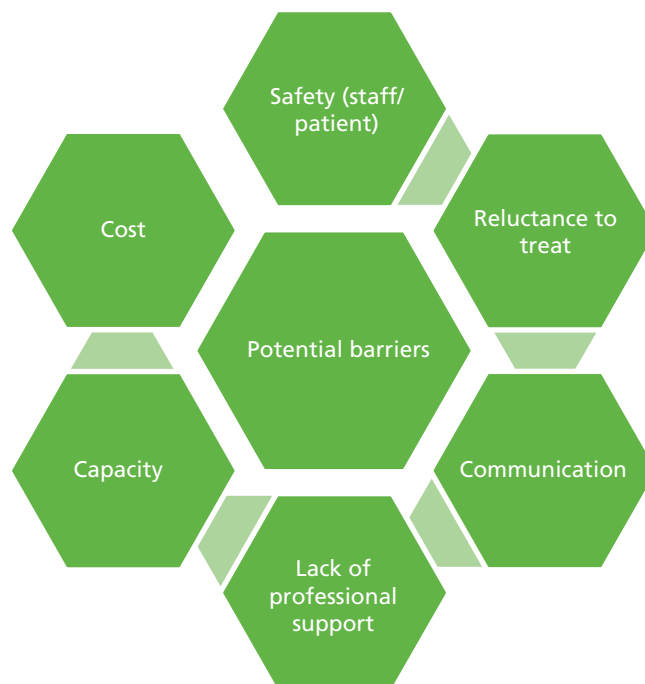 Safety (staff/
patient)
Reluctance to
treat
Cost
Potential barriers
Communication
Capacity
Lack of
professional
support